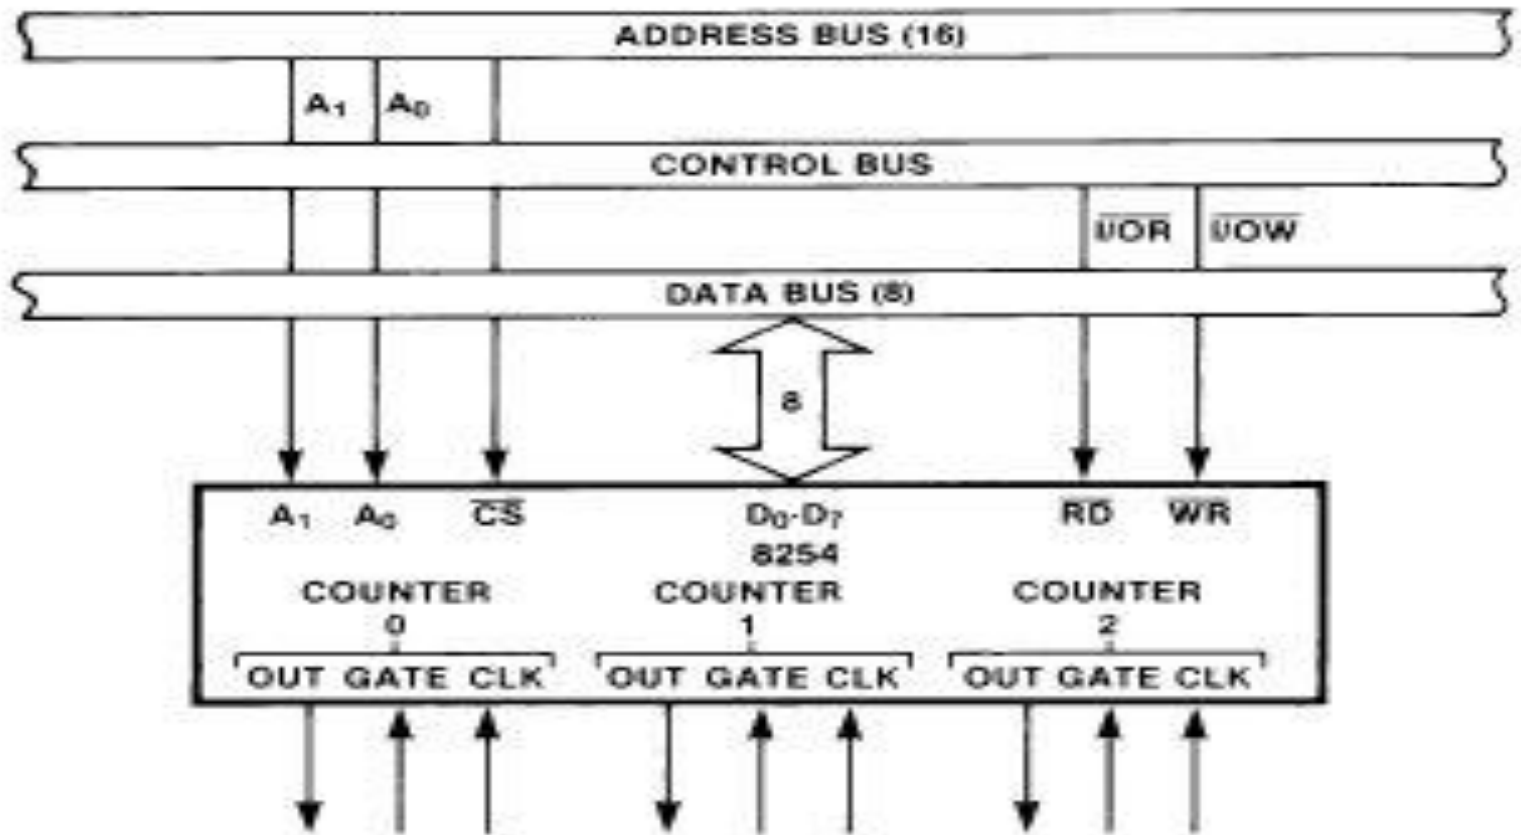 ADDRESS BUS (16)
A₁ A₀
CONTROL BUS
I/OR I/OW
DATA BUS (8)
8
A₁ A₀ CS D₀-D₇ RD WR
8254
COUNTER COUNTER COUNTER
0 1 2
OUT GATE CLK OUT GATE CLK OUT GATE CLK